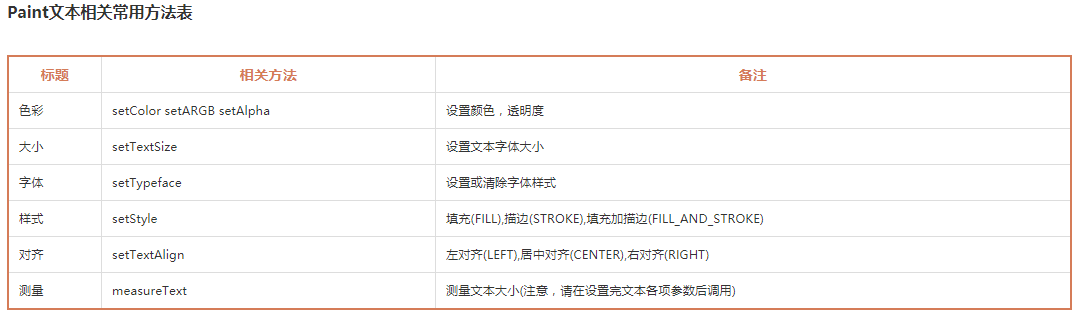 Paint文本相关常用方法表
标题 相关方法 备注
色彩 setColor setARGB setAlpha 设置颜色，透明度
大小 setTextSize 设置文本字体大小
字体 setTypeface 设置或清除字体样式
样式 setStyle 填充(FILL),描边(STROKE),填充加描边(FILL_AND_STROKE)
对齐 setTextAlign 左对齐(LEFT),居中对齐(CENTER),右对齐(RIGHT)
测量 measureText 测量文本大小(注意，请在设置完文本各项参数后调用)